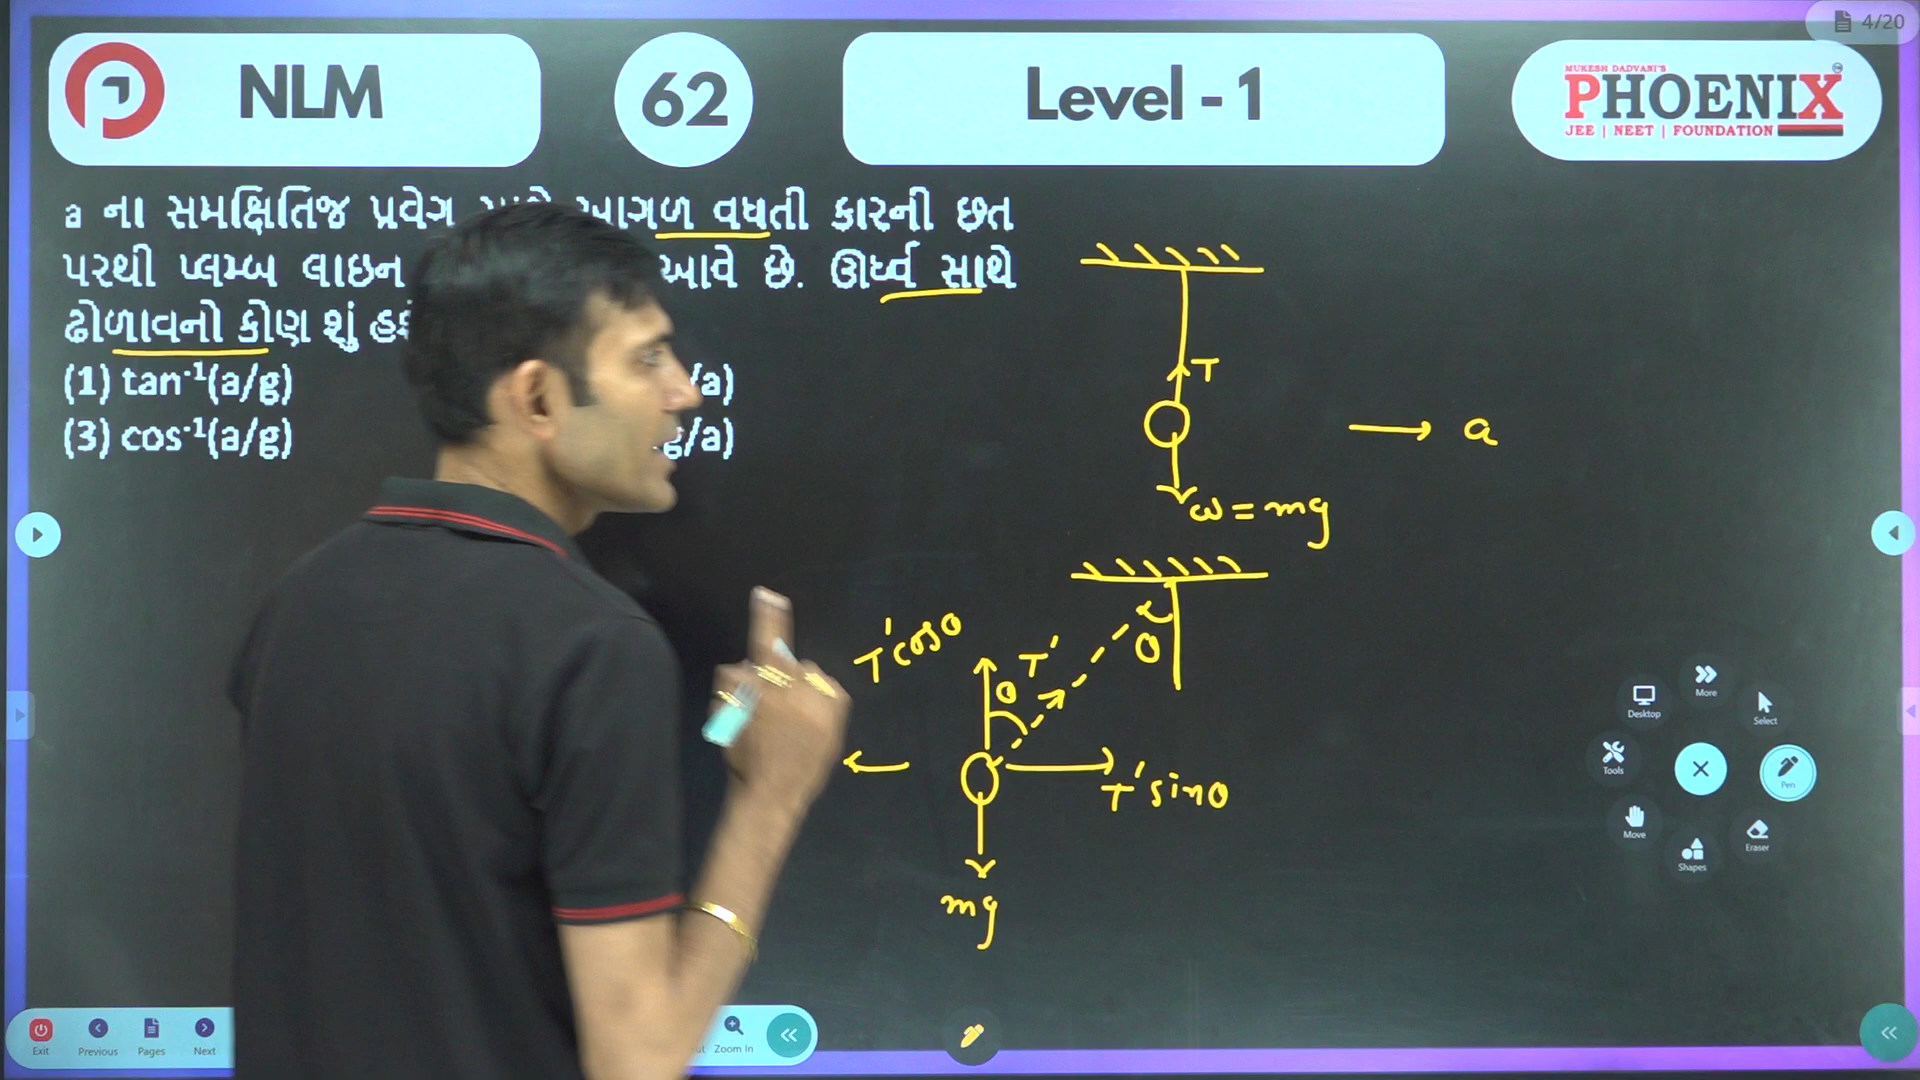 4/20
NLM
62
Level - 1
MUKESH DADVANI'S
PHOENIX
JEE | NEET | FOUNDATION
a ના સમક્ષિતિજ પ્રવેગ આગળ વધતી કારની છત
પરથી પ્લમ્બ લાઇન આવે છે. ઊર્ધ્વ સાથે
ઢોળાવનો કોણ શું
(1) tan⁻¹(a/g) /a)
(3) cos⁻¹(a/g) g/a)
T
a
ω = mg
θ
T'cosθ
T'
θ
T'sinθ
mg
More
Desktop
Select
Tools
Pen
Move
Eraser
Shapes
Exit
Previous
Pages
Next
Zoom In